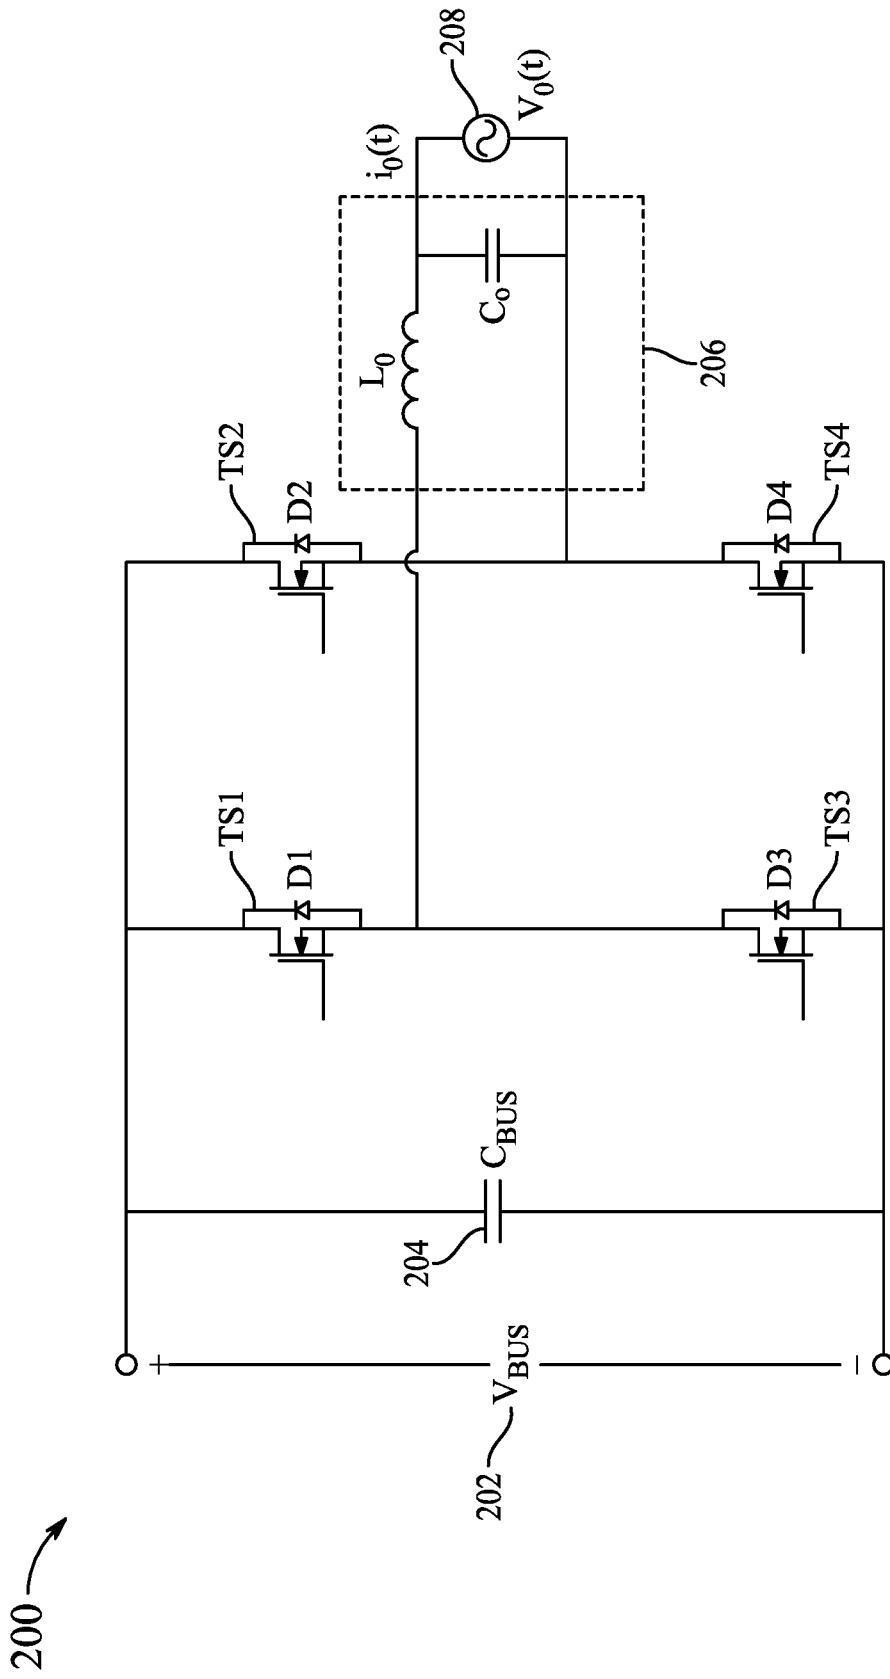 200
202
V_BUS
+
−
204
C_BUS
TS1
D1
TS3
D3
TS2
D2
TS4
D4
L_0
C_o
206
i_0(t)
208
V_0(t)